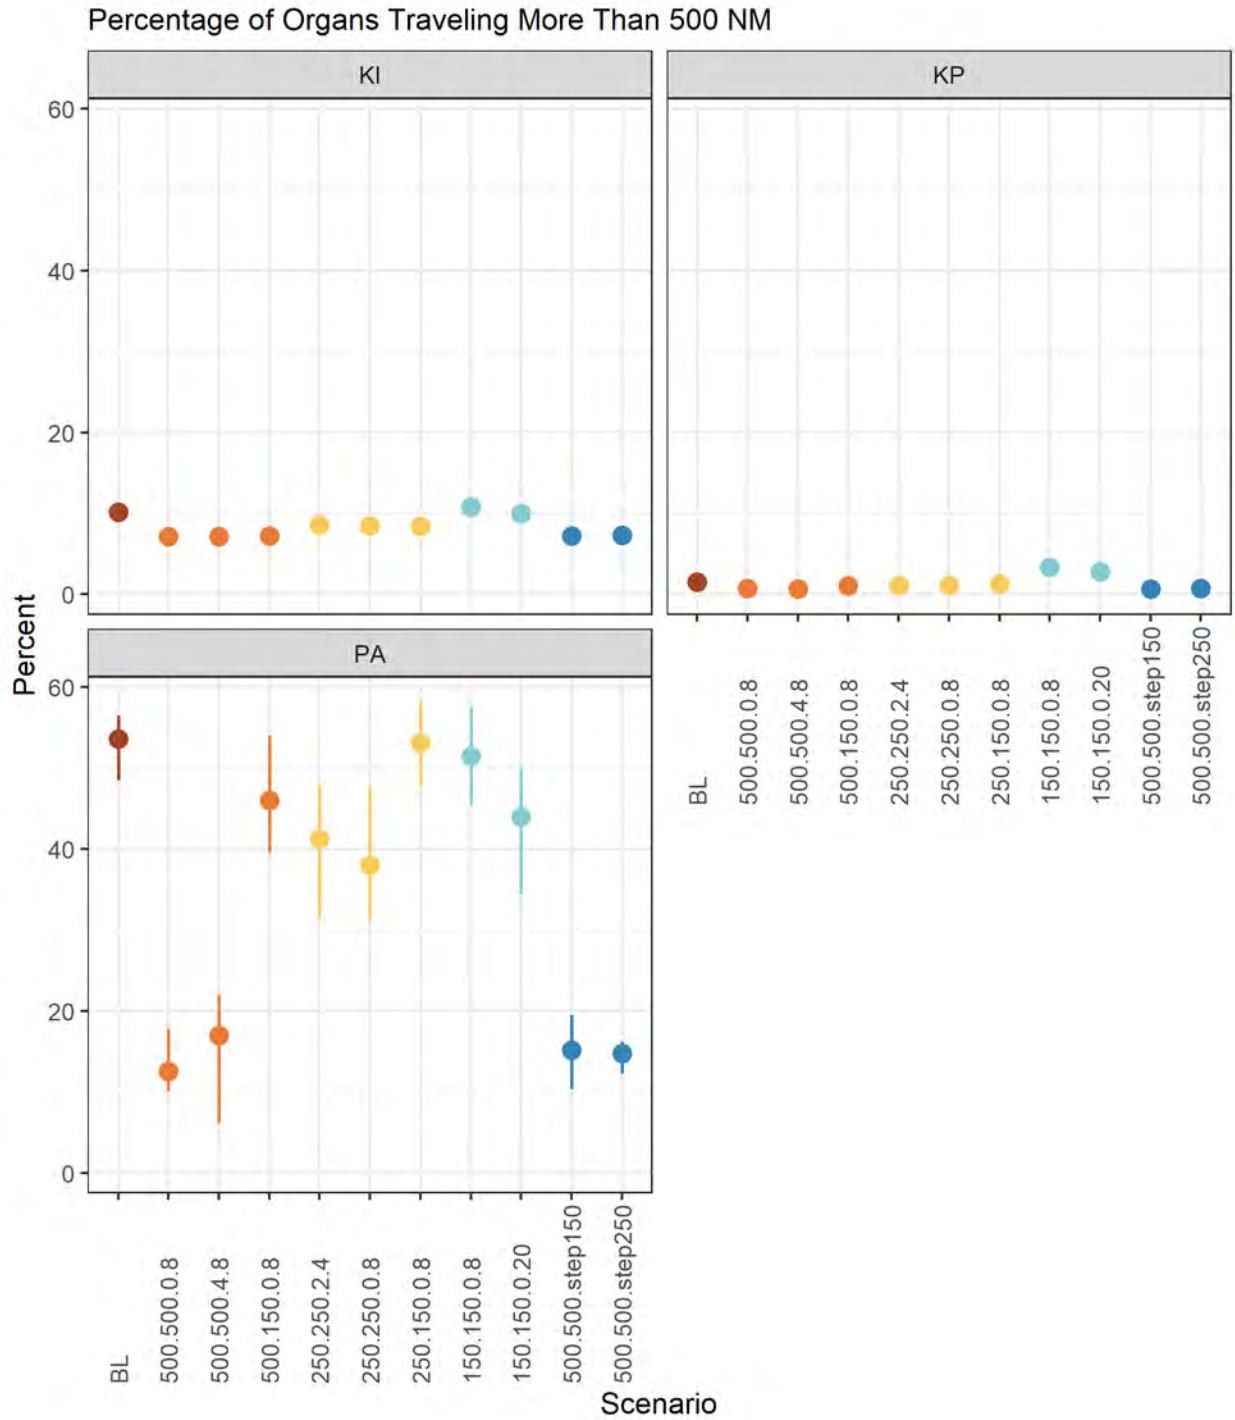 Percentage of Organs Traveling More Than 500 NM
KI
KP
60
40
20
0
BL
500.500.0.8
500.500.4.8
500.150.0.8
250.250.2.4
250.250.0.8
250.150.0.8
150.150.0.8
150.150.0.20
500.500.step150
500.500.step250
Percent
PA
60
40
20
0
BL
500.500.0.8
500.500.4.8
500.150.0.8
250.250.2.4
250.250.0.8
250.150.0.8
150.150.0.8
150.150.0.20
500.500.step150
500.500.step250
Scenario